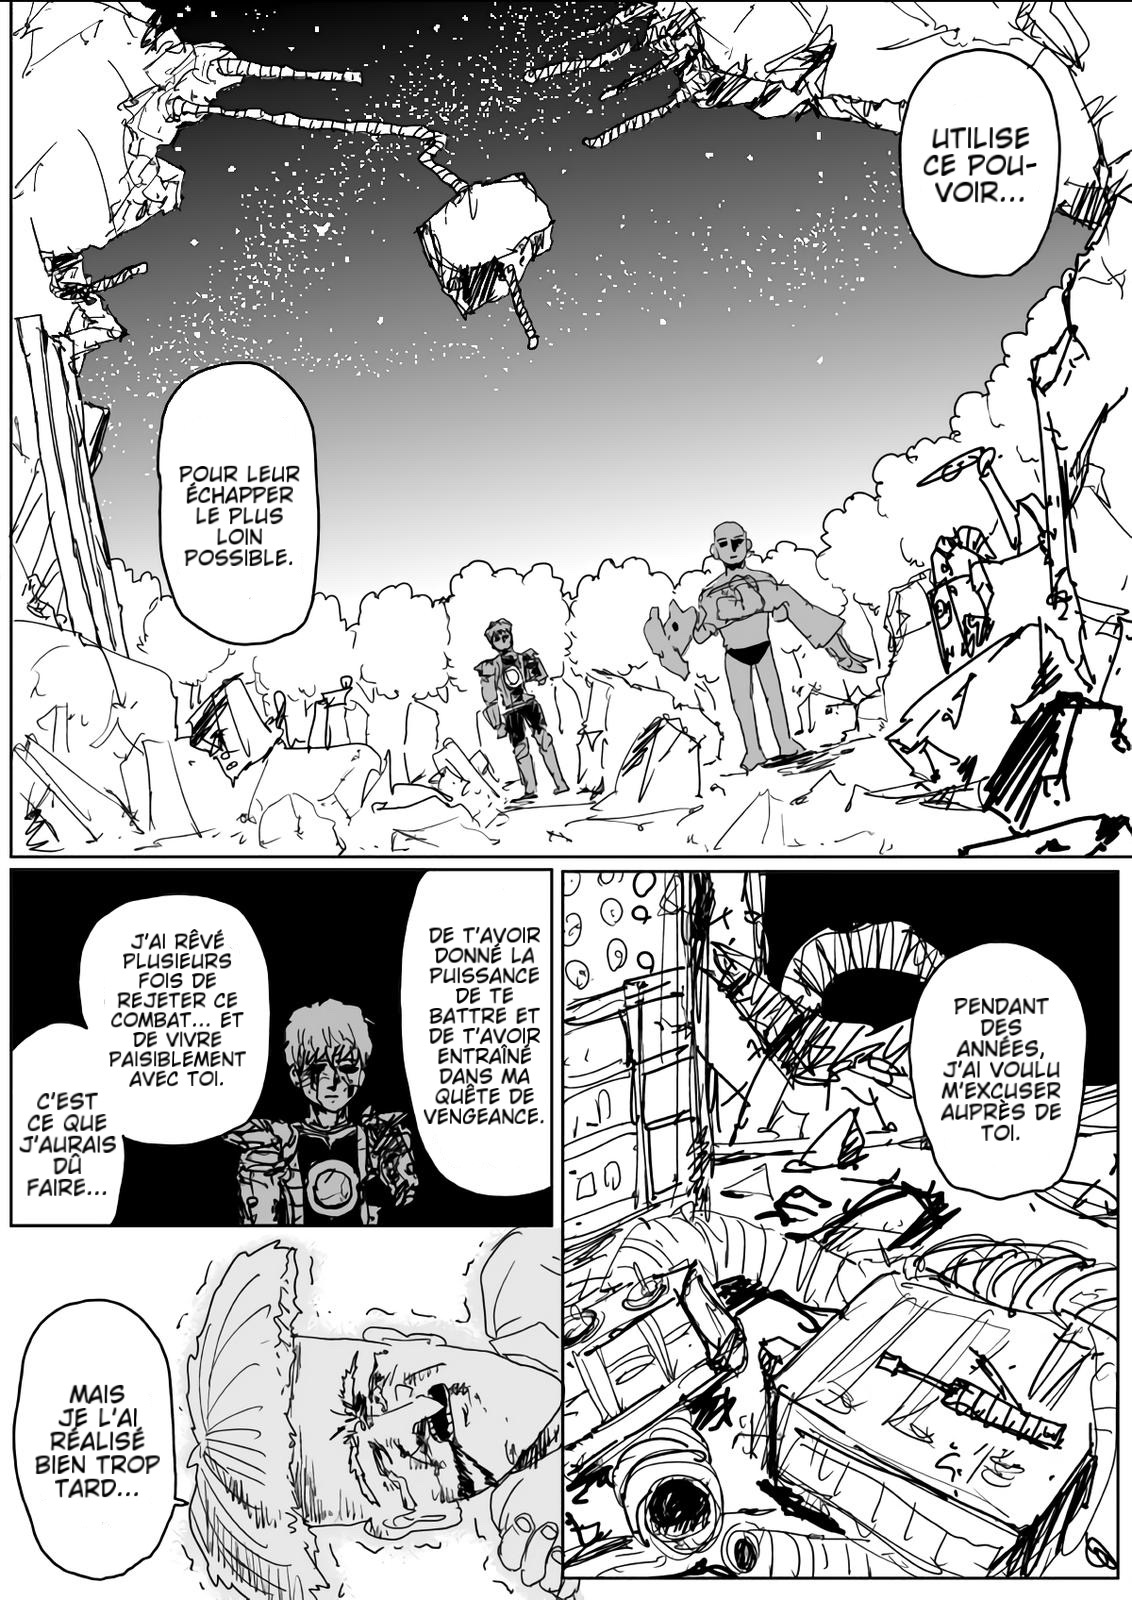 UTILISE
CE POU-
VOIR...
POUR LEUR
ÉCHAPPER
LE PLUS
LOIN
POSSIBLE.
PENDANT
DES
ANNÉES,
J'AI VOULU
M'EXCUSER
AUPRÈS DE
TOI.
DE T'AVOIR
DONNÉ LA
PUISSANCE
DE TE
BATTRE ET
DE T'AVOIR
ENTRAÎNÉ
DANS MA
QUÊTE DE
VENGEANCE.
J'AI RÊVÉ
PLUSIEURS
FOIS DE
REJETER CE
COMBAT... ET
DE VIVRE
PAISIBLEMENT
AVEC TOI.
C'EST
CE QUE
J'AURAIS
DÛ
FAIRE...
MAIS
JE L'AI
RÉALISÉ
BIEN TROP
TARD...